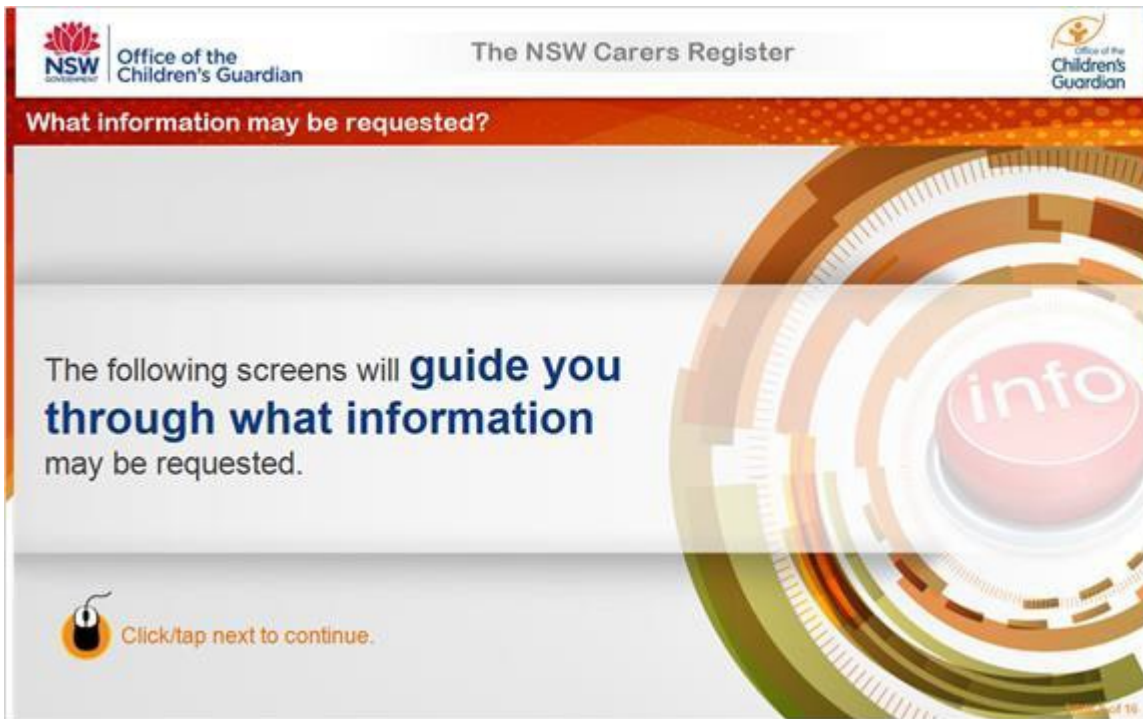 NSW
GOVERNMENT
Office of the
Children's Guardian
The NSW Carers Register
Office of the
Children's
Guardian
What information may be requested?
The following screens will guide you
through what information
may be requested.
info
Click/tap next to continue.
of 16